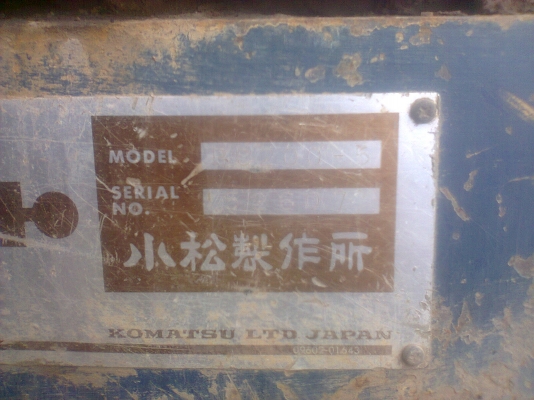 MODEL
SERIAL
NO.
小松製作所
KOMATSU LTD JAPAN